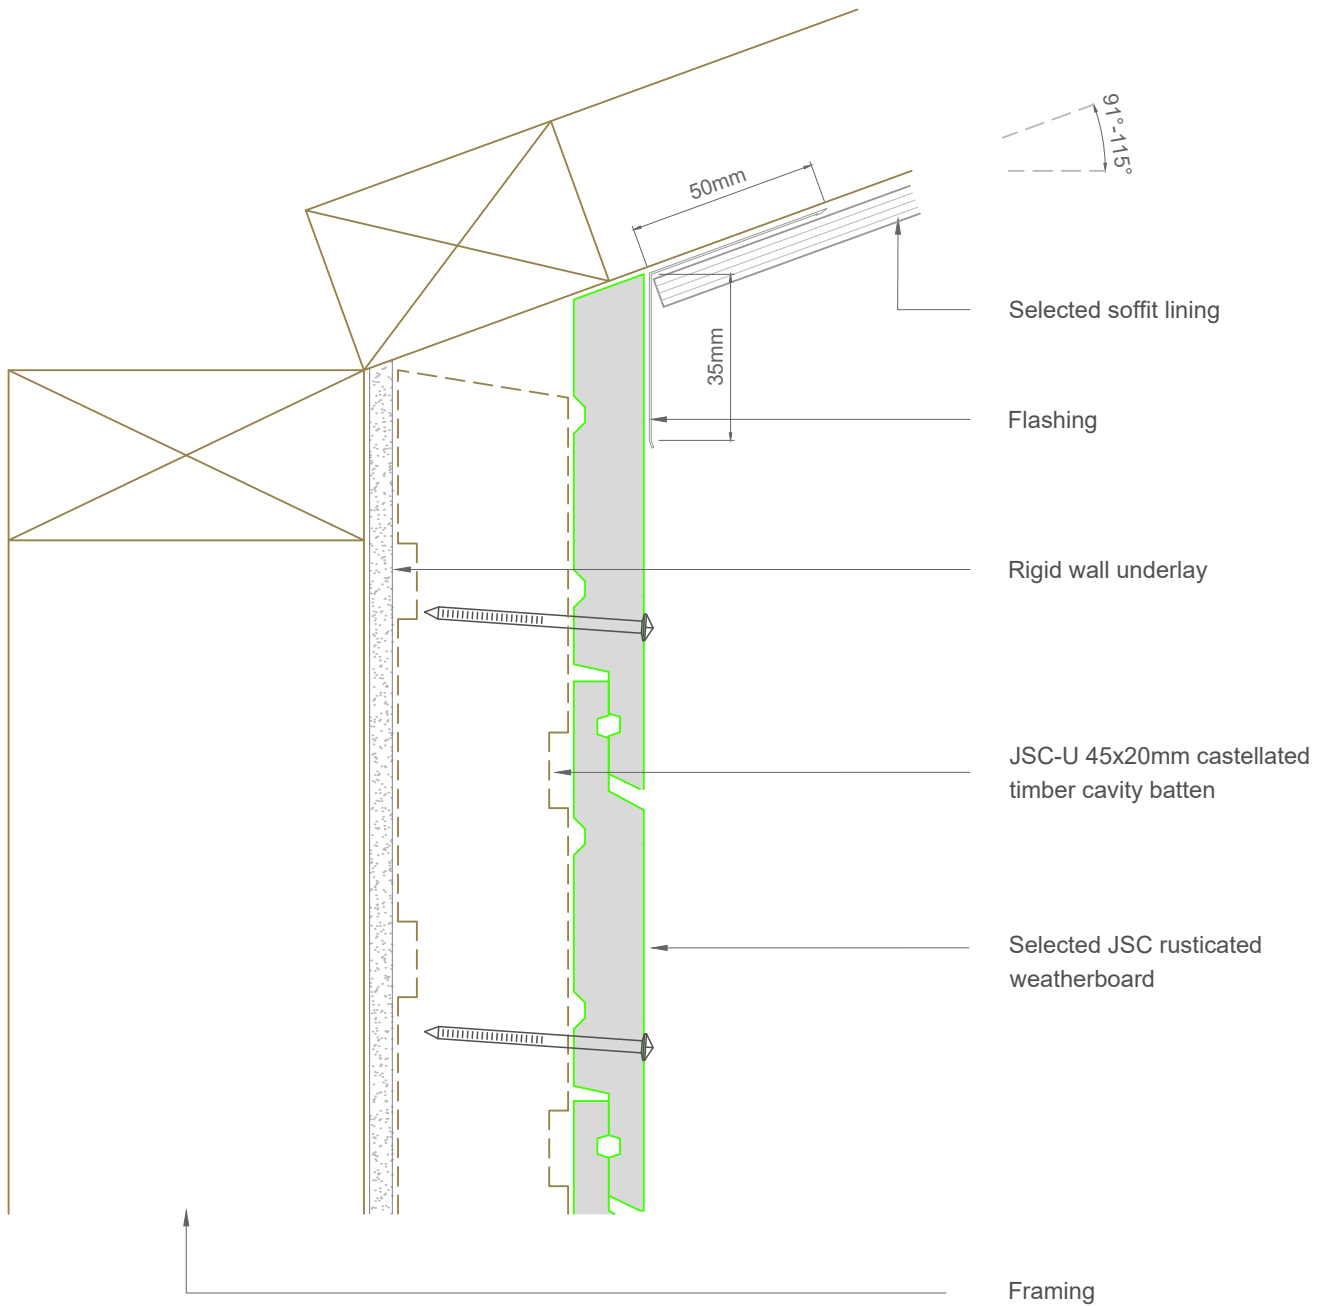 91°-115°
50mm
Selected soffit lining
35mm
Flashing
Rigid wall underlay
JSC-U 45x20mm castellated
timber cavity batten
Selected JSC rusticated
weatherboard
Framing